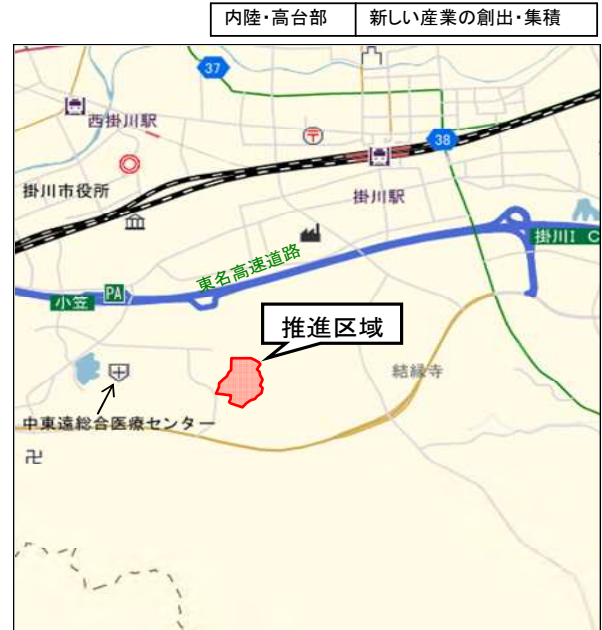 内陸・高台部 新しい産業の創出・集積
37
西掛川駅
〒
38
掛川市役所
掛川駅
掛川I C
東名高速道路
PA
小笠
推進区域
結縁寺
中東遠総合医療センター
卍